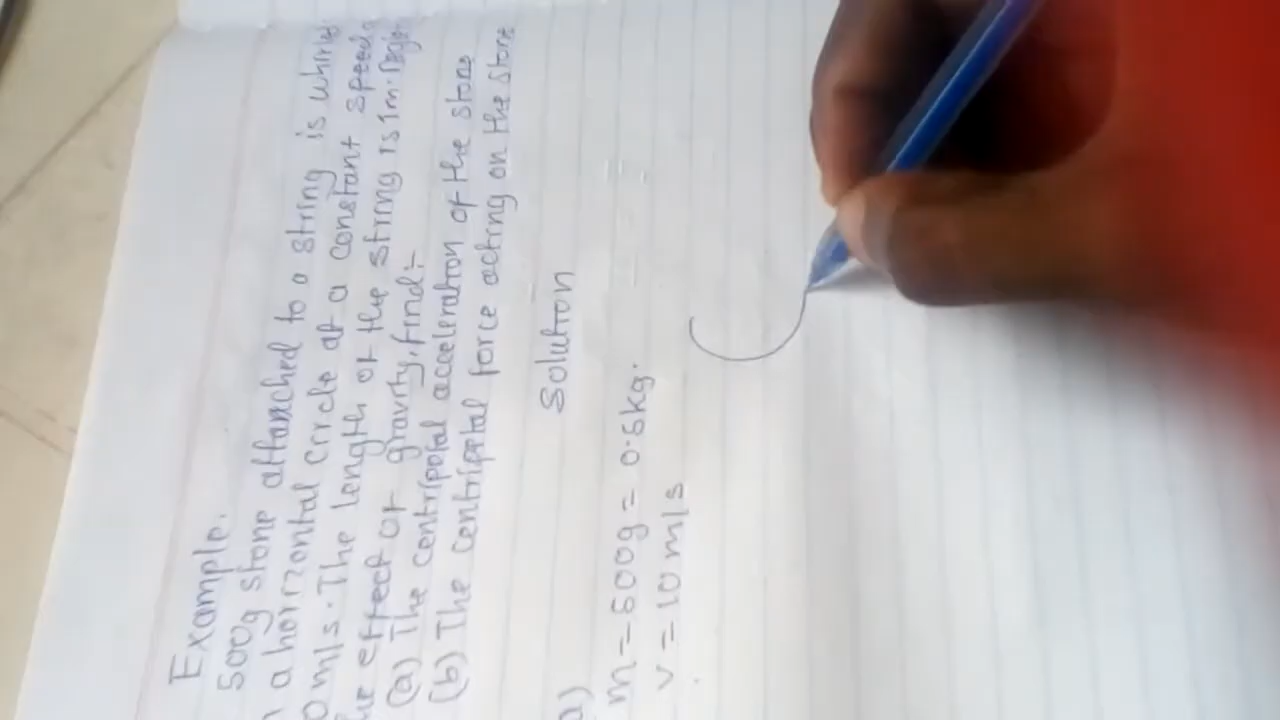 Example.
500g stone attached to a string is whirled
a horizontal circle at a constant speed
0m/s. The length of the string is 1m.
the effect of gravity, find:-
(a) The centripetal acceleration of the stone
(b) The centripetal force acting on the stone
Solution
a)
m = 500g = 0.5kg.
v = 10m/s